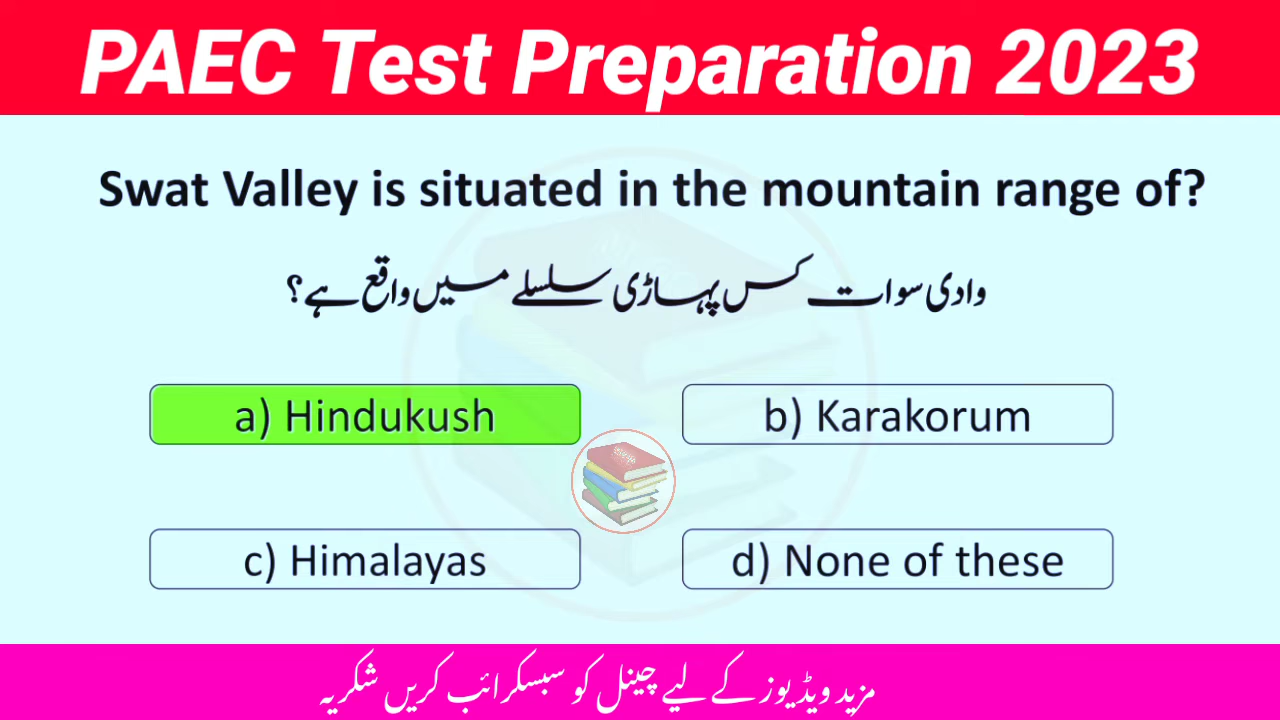 PAEC Test Preparation 2023
Swat Valley is situated in the mountain range of?
وادی سوات کس پہاڑی سلسلے میں واقع ہے؟
a) Hindukush
b) Karakorum
c) Himalayas
d) None of these
مزید ویڈیوز کے لیے چینل کو سبسکرائب کریں شکریہ